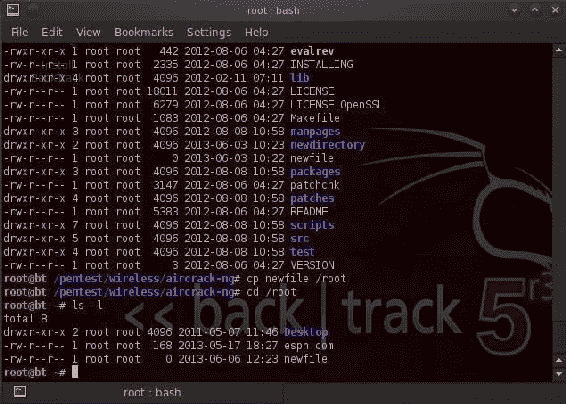 root : bash
File Edit View Bookmarks Settings Help
-rwxr-xr-x 1 root root 442 2012-08-06 04:27 evalrev
-rw-r--r-- 1 root root 2335 2012-08-06 04:27 INSTALLING
drwxr-xr-x 4 root root 4096 2012-02-11 07:11 lib
-rw-r--r-- 1 root root 18011 2012-08-06 04:27 LICENSE
-rw-r--r-- 1 root root 6279 2012-08-06 04:27 LICENSE.OpenSSL
-rw-r--r-- 1 root root 1083 2012-08-06 04:27 Makefile
drwxr-xr-x 3 root root 4096 2012-08-08 10:58 manpages
drwxr-xr-x 2 root root 4096 2013-06-03 10:23 newdirectory
-rw-r--r-- 1 root root 0 2013-06-03 10:22 newfile
drwxr-xr-x 3 root root 4096 2012-08-08 10:58 packages
-rw-r--r-- 1 root root 3147 2012-08-06 04:27 patchchk
drwxr-xr-x 4 root root 4096 2012-08-08 10:58 patches
-rw-r--r-- 1 root root 5383 2012-08-06 04:27 README
drwxr-xr-x 7 root root 4096 2012-08-08 10:58 scripts
drwxr-xr-x 5 root root 4096 2012-08-08 10:58 src
drwxr-xr-x 4 root root 4096 2012-08-08 10:58 test
-rw-r--r-- 1 root root 3 2012-08-06 04:27 VERSION
root@bt /pentest/wireless/aircrack-ng# cp newfile /root
root@bt /pentest/wireless/aircrack-ng# cd /root
root@bt ~# ls -l
total 8
drwxr-xr-x 2 root root 4096 2011-05-07 11:46 Desktop
-rw-r--r-- 1 root root 168 2013-05-17 18:27
-rw-r--r-- 1 root root 0 2013-06-06 12:23 newfile
root@bt ~#
<< back | track 5 r3
root : bash